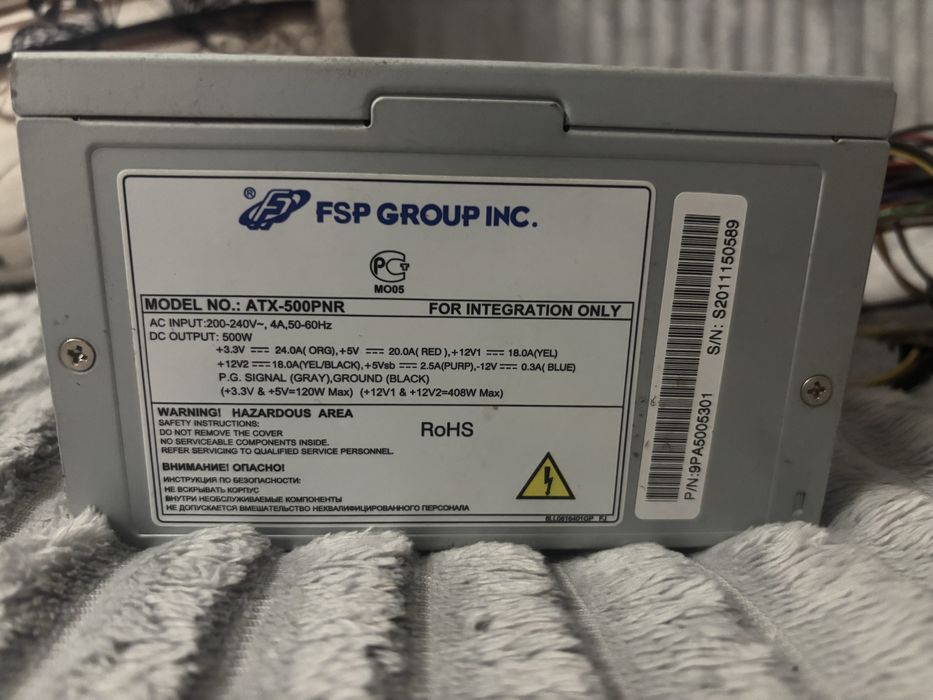 ® FSP GROUP INC.
MO05
MODEL NO.: ATX-500PNR FOR INTEGRATION ONLY
AC INPUT:200-240V~, 4A,50-60Hz
DC OUTPUT: 500W
+3.3V ⎓ 24.0A( ORG),+5V ⎓ 20.0A( RED ),+12V1 ⎓ 18.0A(YEL)
+12V2 ⎓ 18.0A(YEL/BLACK),+5Vsb ⎓ 2.5A(PURP),-12V ⎓ 0.3A( BLUE)
P.G. SIGNAL (GRAY),GROUND (BLACK)
(+3.3V & +5V=120W Max) (+12V1 & +12V2=408W Max)
WARNING! HAZARDOUS AREA
SAFETY INSTRUCTIONS:
DO NOT REMOVE THE COVER
NO SERVICEABLE COMPONENTS INSIDE.
REFER SERVICING TO QUALIFIED SERVICE PERSONNEL.
RoHS
ВНИМАНИЕ! ОПАСНО!
ИНСТРУКЦИЯ ПО БЕЗОПАСНОСТИ:
НЕ ВСКРЫВАТЬ КОРПУС
ВНУТРИ НЕОБСЛУЖИВАЕМЫЕ КОМПОНЕНТЫ
НЕ ДОПУСКАЕТСЯ ВМЕШАТЕЛЬСТВО НЕКВАЛИФИЦИРОВАННОГО ПЕРСОНАЛА
P/N:9PA5005301 S/N: S2011150589